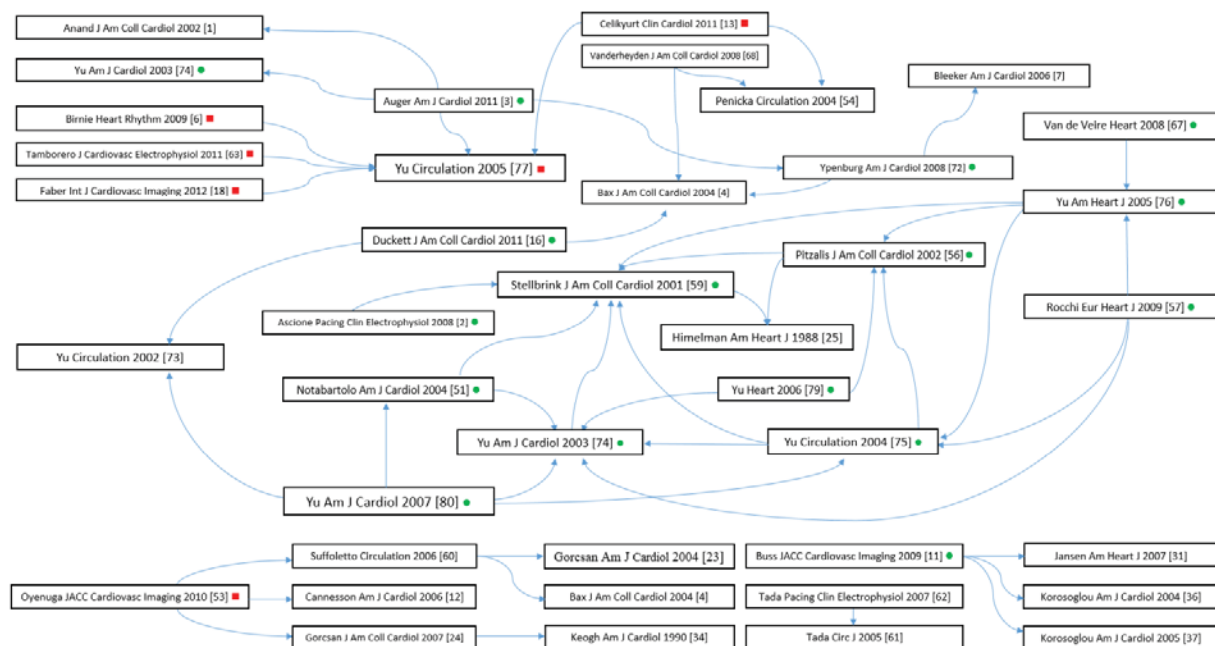 Anand J Am Coll Cardiol 2002 [1]
Celikyurt Clin Cardiol 2011 [13]
Vanderheyden J Am Coll Cardiol 2008 [68]
Yu Am J Cardiol 2003 [74]
Bleeker Am J Cardiol 2006 [7]
Auger Am J Cardiol 2011 [3]
Penicka Circulation 2004 [54]
Birnie Heart Rhythm 2009 [6]
Van de Veire Heart 2008 [67]
Tamborero J Cardiovasc Electrophysiol 2011 [63]
Yu Circulation 2005 [77]
Ypenburg Am J Cardiol 2008 [72]
Faber Int J Cardiovasc Imaging 2012 [18]
Bax J Am Coll Cardiol 2004 [4]
Yu Am Heart J 2005 [76]
Duckett J Am Coll Cardiol 2011 [16]
Pitzalis J Am Coll Cardiol 2002 [56]
Stellbrink J Am Coll Cardiol 2001 [59]
Rocchi Eur Heart J 2009 [57]
Ascione Pacing Clin Electrophysiol 2008 [2]
Himelman Am Heart J 1988 [25]
Yu Circulation 2002 [73]
Notabartolo Am J Cardiol 2004 [51]
Yu Heart 2006 [79]
Yu Am J Cardiol 2003 [74]
Yu Circulation 2004 [75]
Yu Am J Cardiol 2007 [80]
Suffoletto Circulation 2006 [60]
Gorcsan Am J Cardiol 2004 [23]
Buss JACC Cardiovasc Imaging 2009 [11]
Jansen Am Heart J 2007 [31]
Oyenuga JACC Cardiovasc Imaging 2010 [53]
Cannesson Am J Cardiol 2006 [12]
Bax J Am Coll Cardiol 2004 [4]
Tada Pacing Clin Electrophysiol 2007 [62]
Korosoglou Am J Cardiol 2004 [36]
Gorcsan J Am Coll Cardiol 2007 [24]
Keogh Am J Cardiol 1990 [34]
Tada Circ J 2005 [61]
Korosoglou Am J Cardiol 2005 [37]